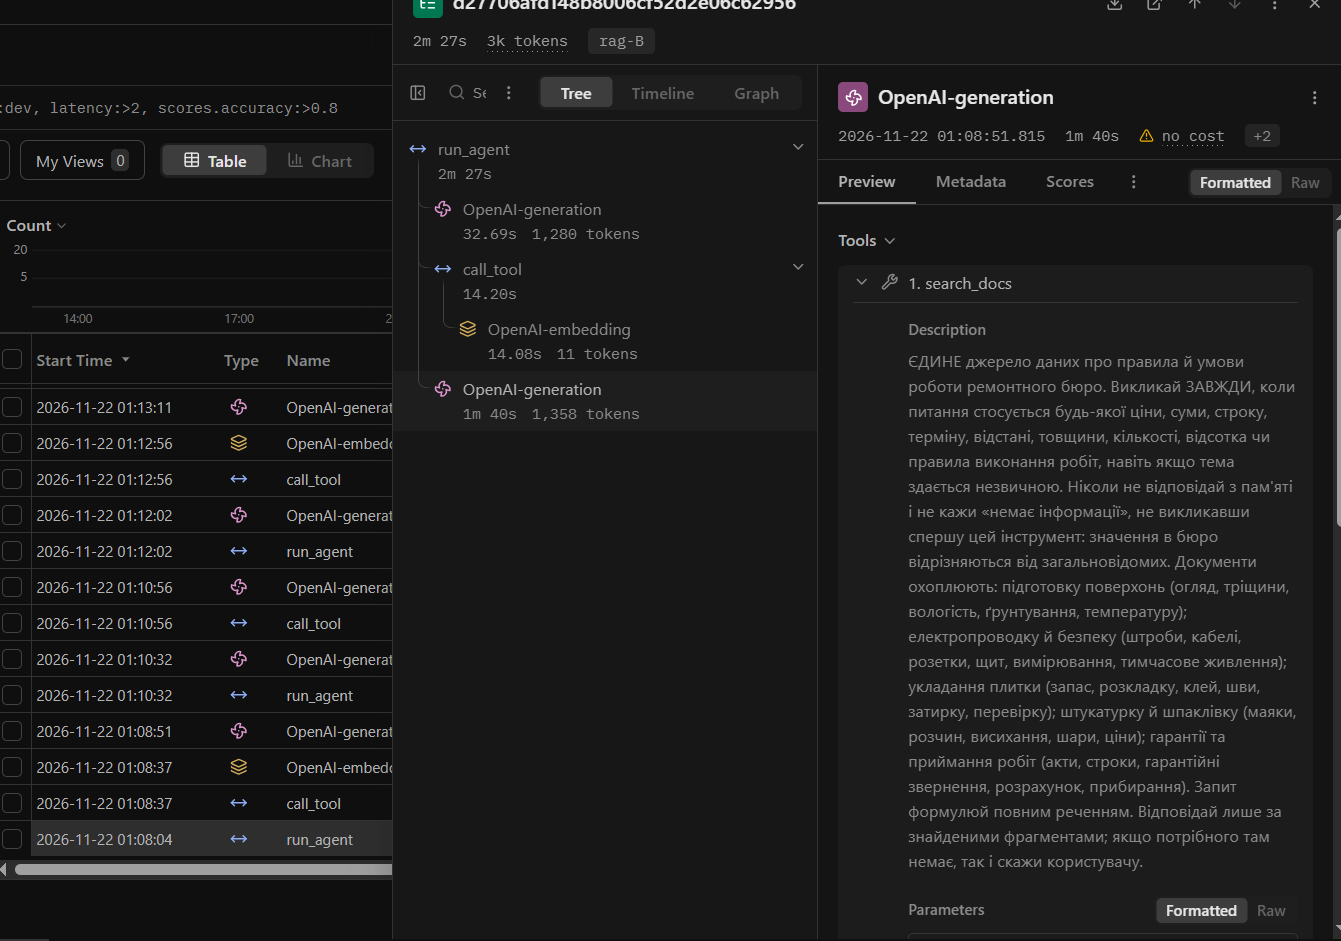 d27706afd148b8006cf52d2e06c62956
2m 27s 3k tokens rag-B
:dev, latency:>2, scores.accuracy:>0.8
My Views 0 Table Chart
Count
20
5
14:00 17:00 2
Start Time Type Name
2026-11-22 01:13:11 OpenAI-generat
2026-11-22 01:12:56 OpenAI-embedd
2026-11-22 01:12:56 call_tool
2026-11-22 01:12:02 OpenAI-generat
2026-11-22 01:12:02 run_agent
2026-11-22 01:10:56 OpenAI-generat
2026-11-22 01:10:56 call_tool
2026-11-22 01:10:32 OpenAI-generat
2026-11-22 01:10:32 run_agent
2026-11-22 01:08:51 OpenAI-generat
2026-11-22 01:08:37 OpenAI-embedd
2026-11-22 01:08:37 call_tool
2026-11-22 01:08:04 run_agent
Se Tree Timeline Graph
run_agent
2m 27s
OpenAI-generation
32.69s 1,280 tokens
call_tool
14.20s
OpenAI-embedding
14.08s 11 tokens
OpenAI-generation
1m 40s 1,358 tokens
OpenAI-generation
2026-11-22 01:08:51.815 1m 40s no cost +2
Preview Metadata Scores Formatted Raw
Tools
1. search_docs
Description
ЄДИНЕ джерело даних про правила й умови
роботи ремонтного бюро. Викликай ЗАВЖДИ, коли
питання стосується будь-якої ціни, суми, строку,
терміну, відстані, товщини, кількості, відсотка чи
правила виконання робіт, навіть якщо тема
здається незвичною. Ніколи не відповідай з пам'яті
і не кажи «немає інформації», не викликавши
спершу цей інструмент: значення в бюро
відрізняються від загальновідомих. Документи
охоплюють: підготовку поверхонь (огляд, тріщини,
вологість, ґрунтування, температуру);
електропроводку й безпеку (штроби, кабелі,
розетки, щит, вимірювання, тимчасове живлення);
укладання плитки (запас, розкладку, клей, шви,
затирку, перевірку); штукатурку й шпаклівку (маяки,
розчин, висихання, шари, ціни); гарантії та
приймання робіт (акти, строки, гарантійні
звернення, розрахунок, прибирання). Запит
формулюй повним реченням. Відповідай лише за
знайденими фрагментами; якщо потрібного там
немає, так і скажи користувачу.
Parameters Formatted Raw